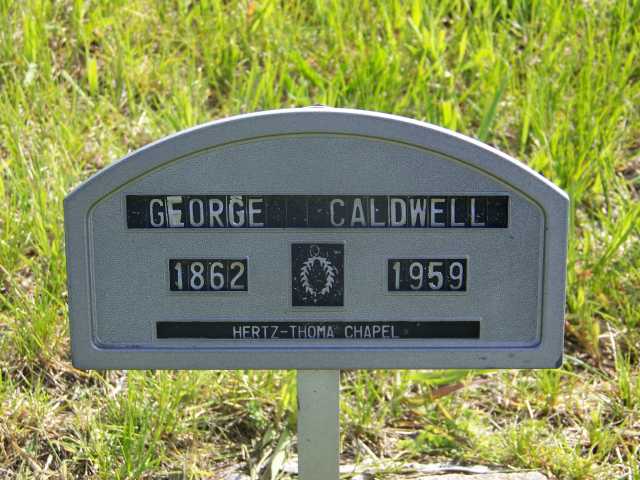 GEORGE CALDWELL
1862 1959
HERTZ-THOMA CHAPEL